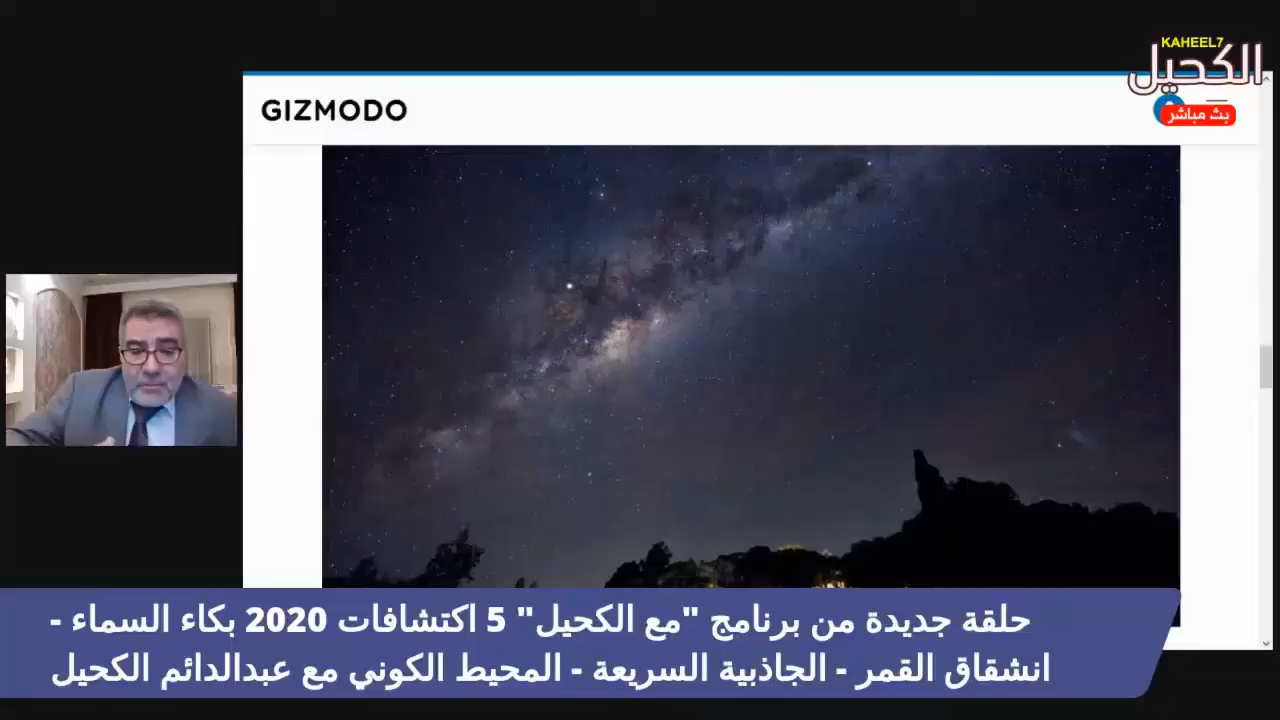 KAHEEL7
الكحيل
بث مباشر
GIZMODO
حلقة جديدة من برنامج "مع الكحيل" 5 اكتشافات 2020 بكاء السماء -
انشقاق القمر - الجاذبية السريعة - المحيط الكوني مع عبدالدائم الكحيل